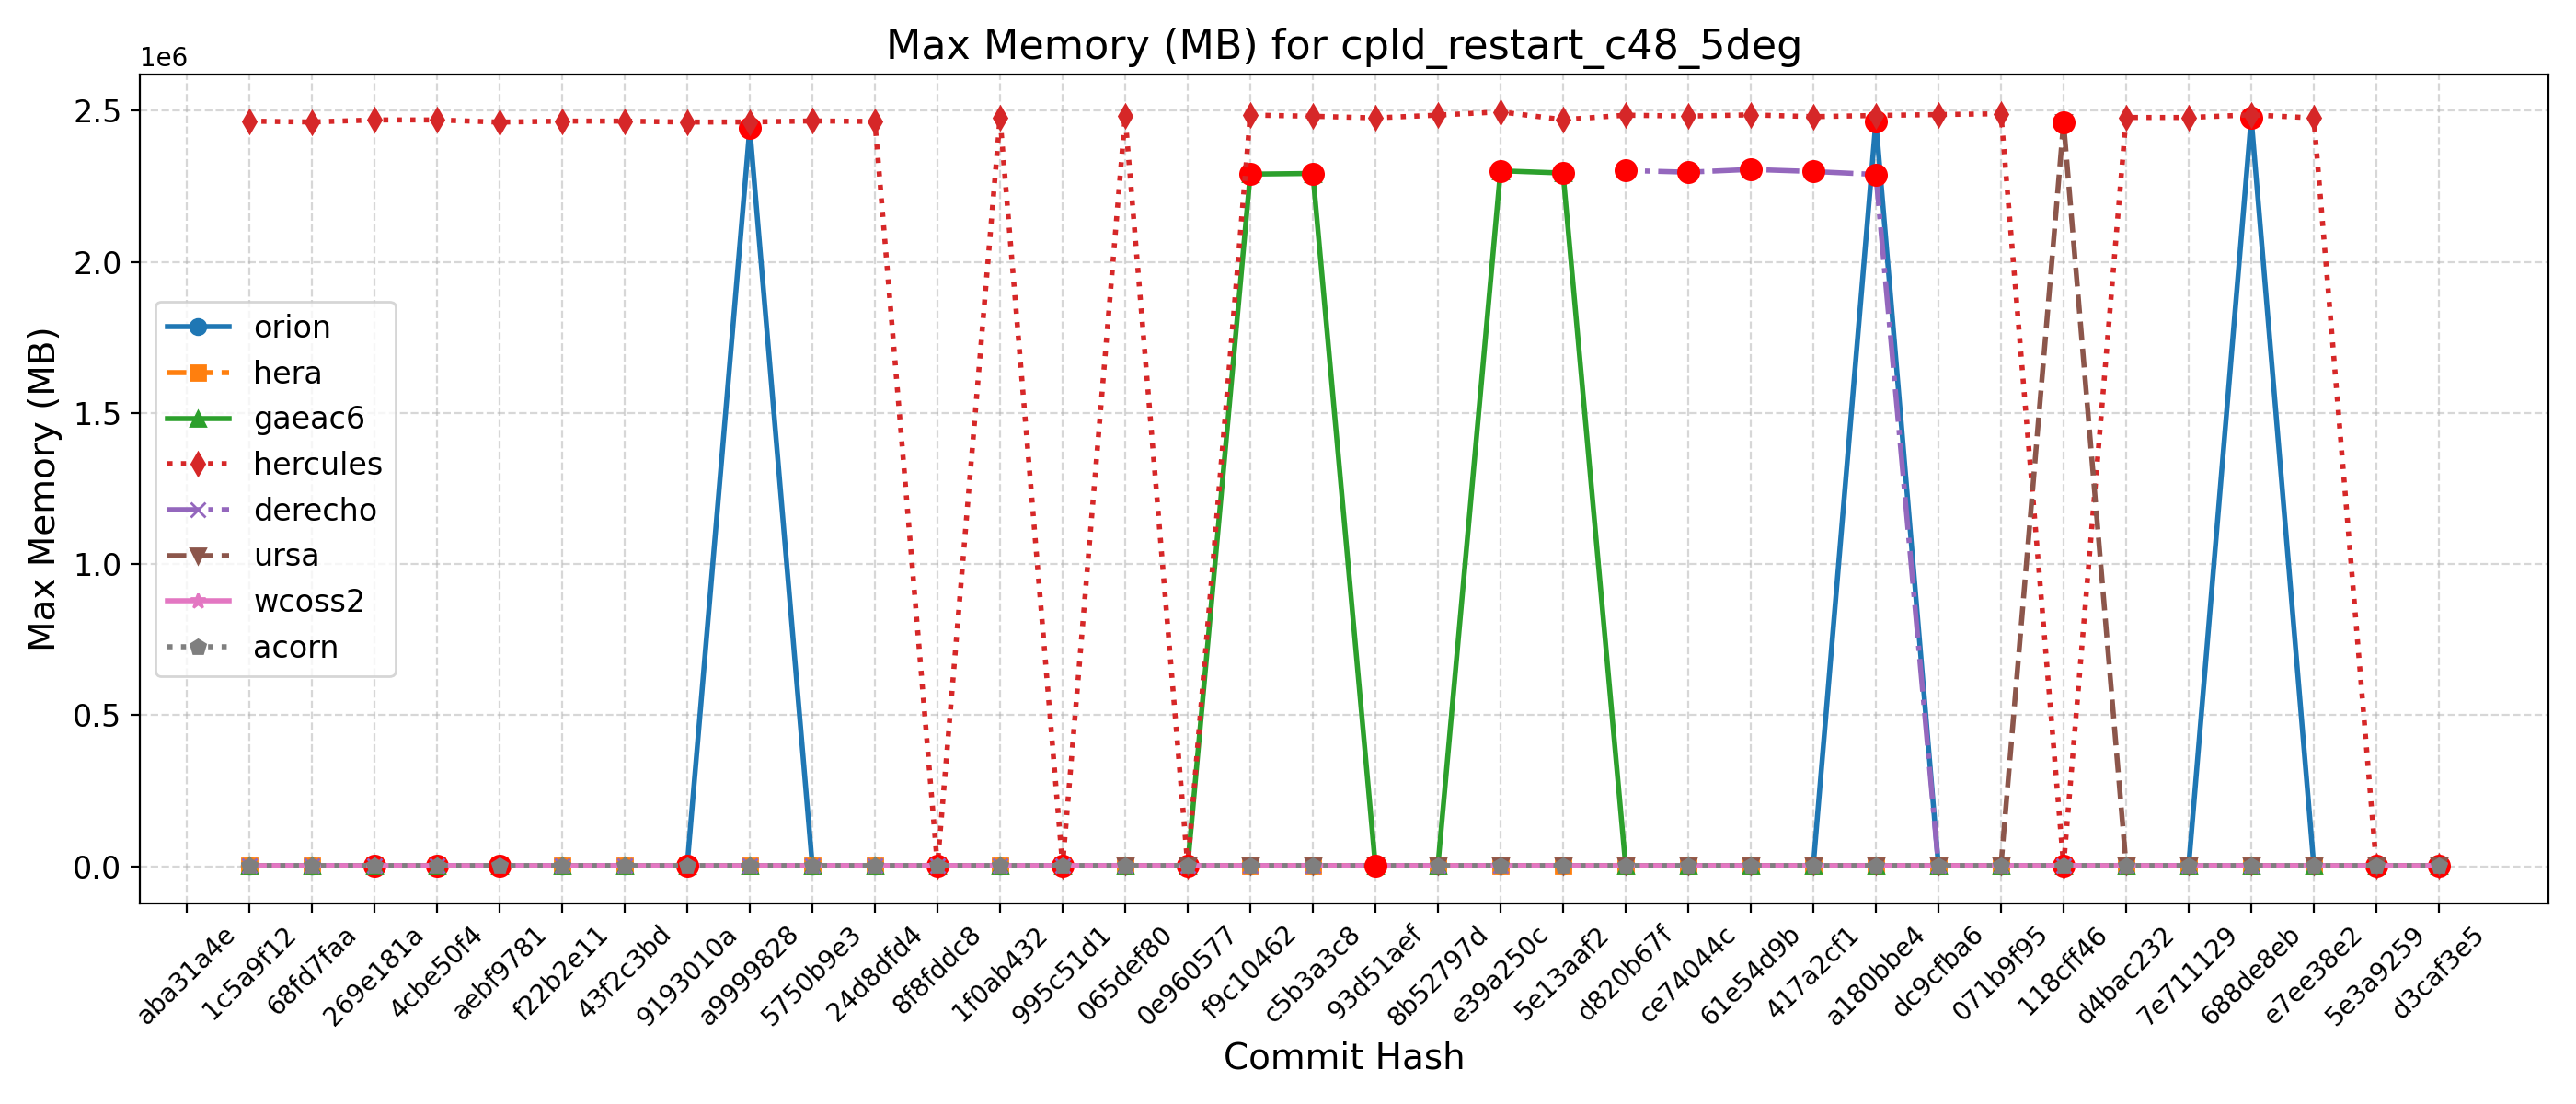 Max Memory (MB) for cpld_restart_c48_5deg
1e6
2.5
2.0
1.5
1.0
0.5
0.0
Max Memory (MB)
orion
hera
gaeac6
hercules
derecho
ursa
wcoss2
acorn
aba31a4e
1c5a9f12
68fd7faa
269e181a
4cbe50f4
aebf9781
f22b2e11
43f2c3bd
9193010a
a9999828
5750b9e3
24d8dfd4
8f8fddc8
1f0ab432
995c51d1
065def80
0e960577
f9c10462
c5b3a3c8
93d51aef
8b52797d
e39a250c
5e13aaf2
d820b67f
ce74044c
61e54d9b
417a2cf1
a180bbe4
dc9cfba6
071b9f95
118cff46
d4bac232
7e711129
688de8eb
e7ee38e2
5e3a9259
d3caf3e5
Commit Hash